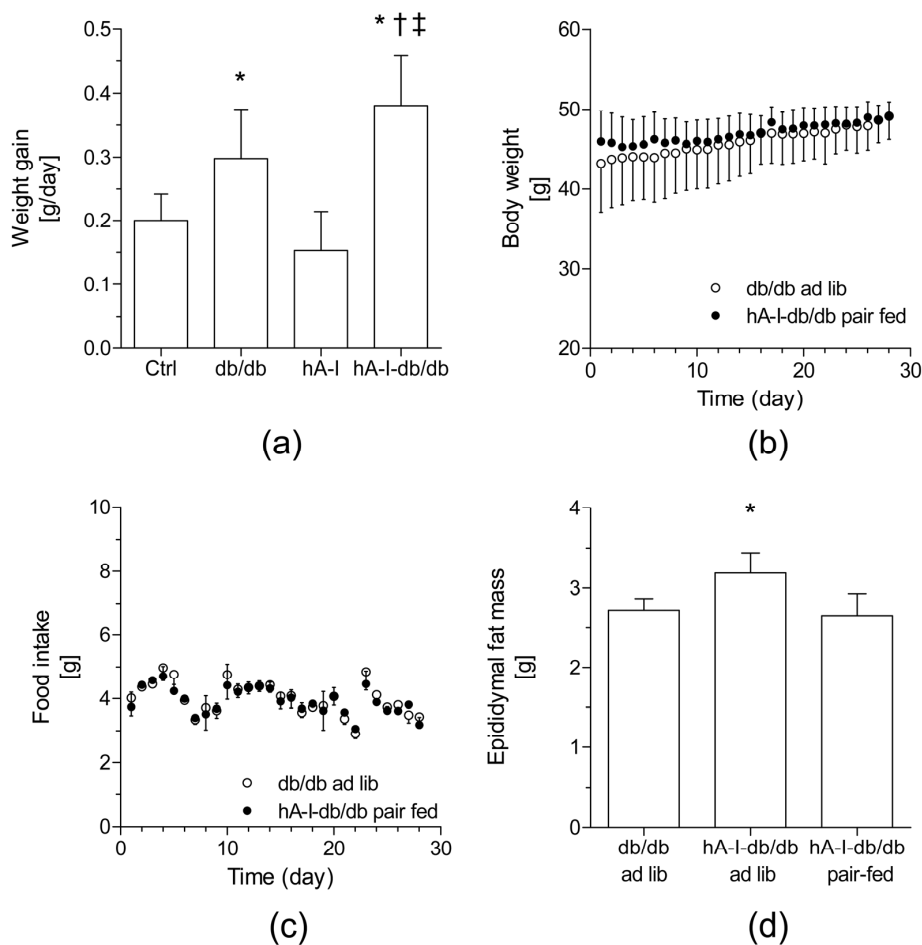 0.5
0.4
0.3
0.2
0.1
0.0
Weight gain
[g/day]
*
* † ‡
Ctrl
db/db
hA-I
hA-I-db/db
(a)
60
50
40
30
20
Body weight
[g]
db/db ad lib
hA-I-db/db pair fed
0
10
20
30
Time (day)
(b)
10
8
6
4
2
0
Food intake
[g]
db/db ad lib
hA-I-db/db pair fed
0
10
20
30
Time (day)
(c)
4
3
2
1
0
Epididymal fat mass
[g]
*
db/db
ad lib
hA-I-db/db
ad lib
hA-I-db/db
pair-fed
(d)